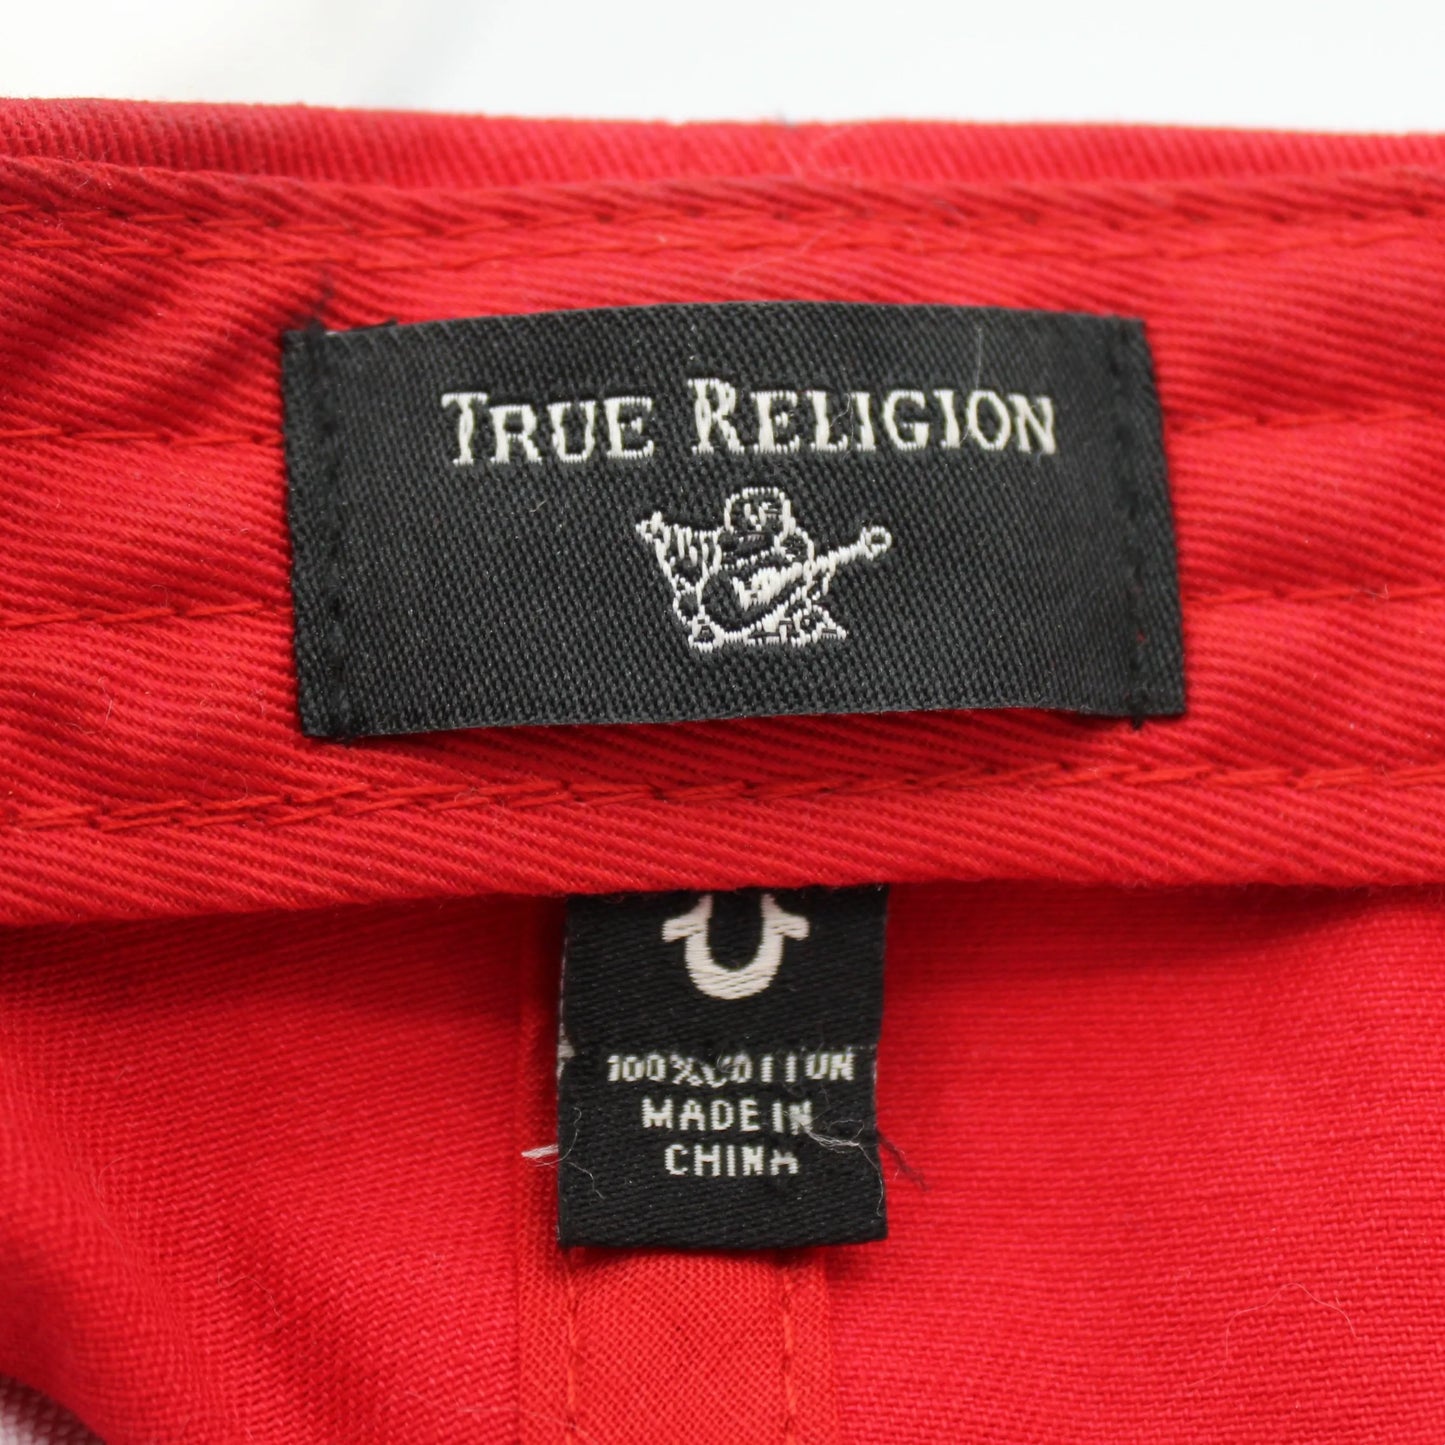 TRUE RELIGION
100% COTTON
MADE IN
CHINA